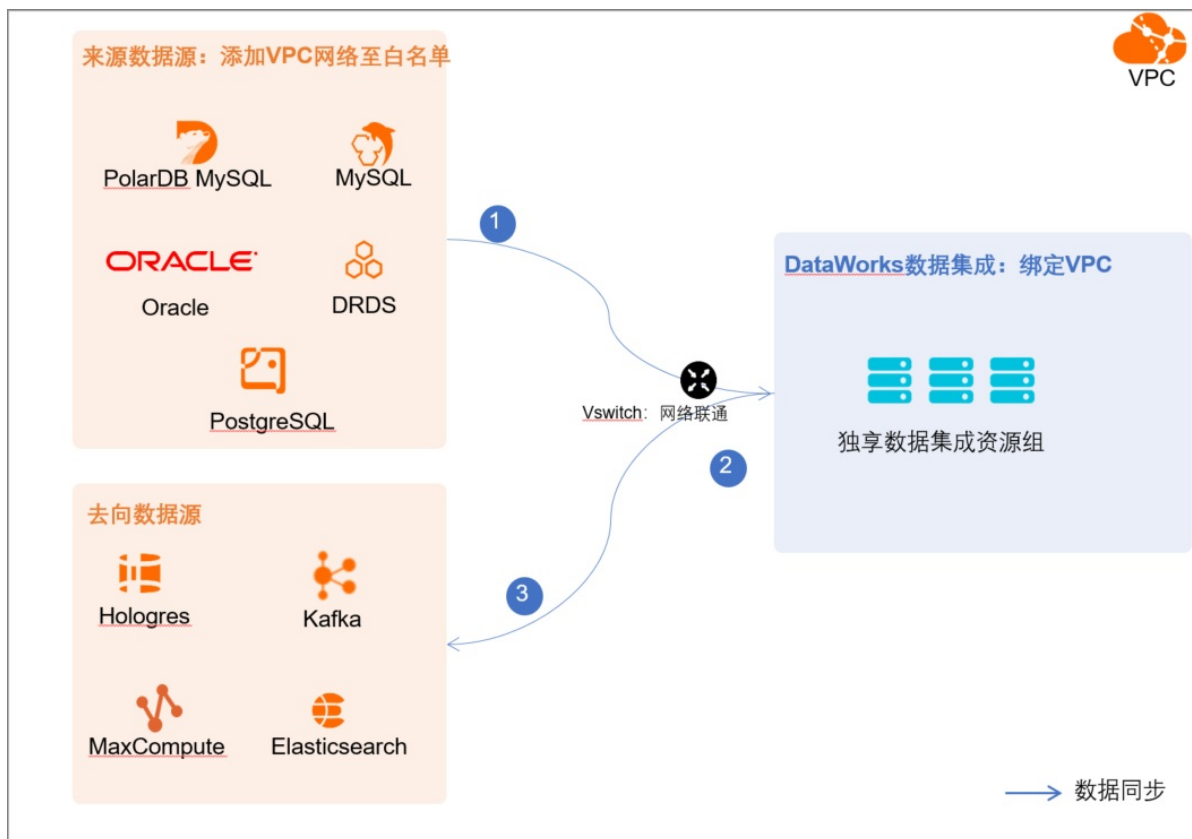 VPC
来源数据源：添加VPC网络至白名单
PolarDB MySQL
MySQL
ORACLE
Oracle
DRDS
PostgreSQL
1
DataWorks数据集成：绑定VPC
独享数据集成资源组
Vswitch：网络联通
2
去向数据源
Hologres
Kafka
3
MaxCompute
Elasticsearch
数据同步